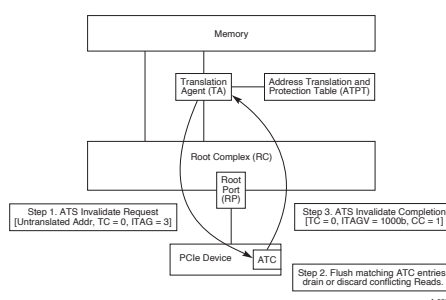 Memory
Translation
Agent (TA)
Address Translation and
Protection Table (ATPT)
Root Complex (RC)
Root
Port
(RP)
Step 1. ATS Invalidate Request
[Untranslated Addr, TC = 0, ITAG = 3]
Step 3. ATS Invalidate Completion
[TC = 0, ITAGV = 1000b, CC = 1]
PCIe Device
ATC
Step 2. Flush matching ATC entries,
drain or discard conflicting Reads.